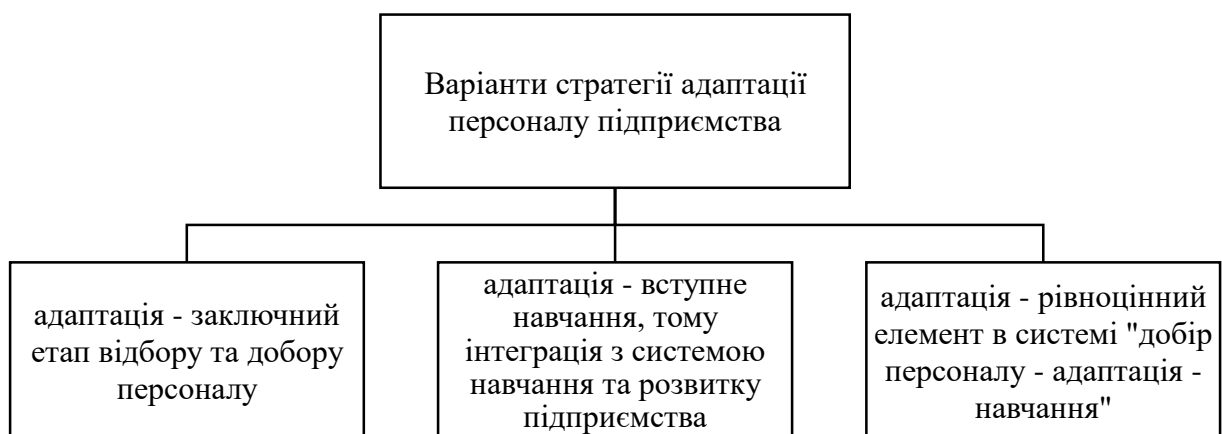 Варіанти стратегії адаптації
персоналу підприємства
адаптація - заключний
етап відбору та добору
персоналу
адаптація - вступне
навчання, тому
інтеграція з системою
навчання та розвитку
підприємства
адаптація - рівноцінний
елемент в системі "добір
персоналу - адаптація -
навчання"